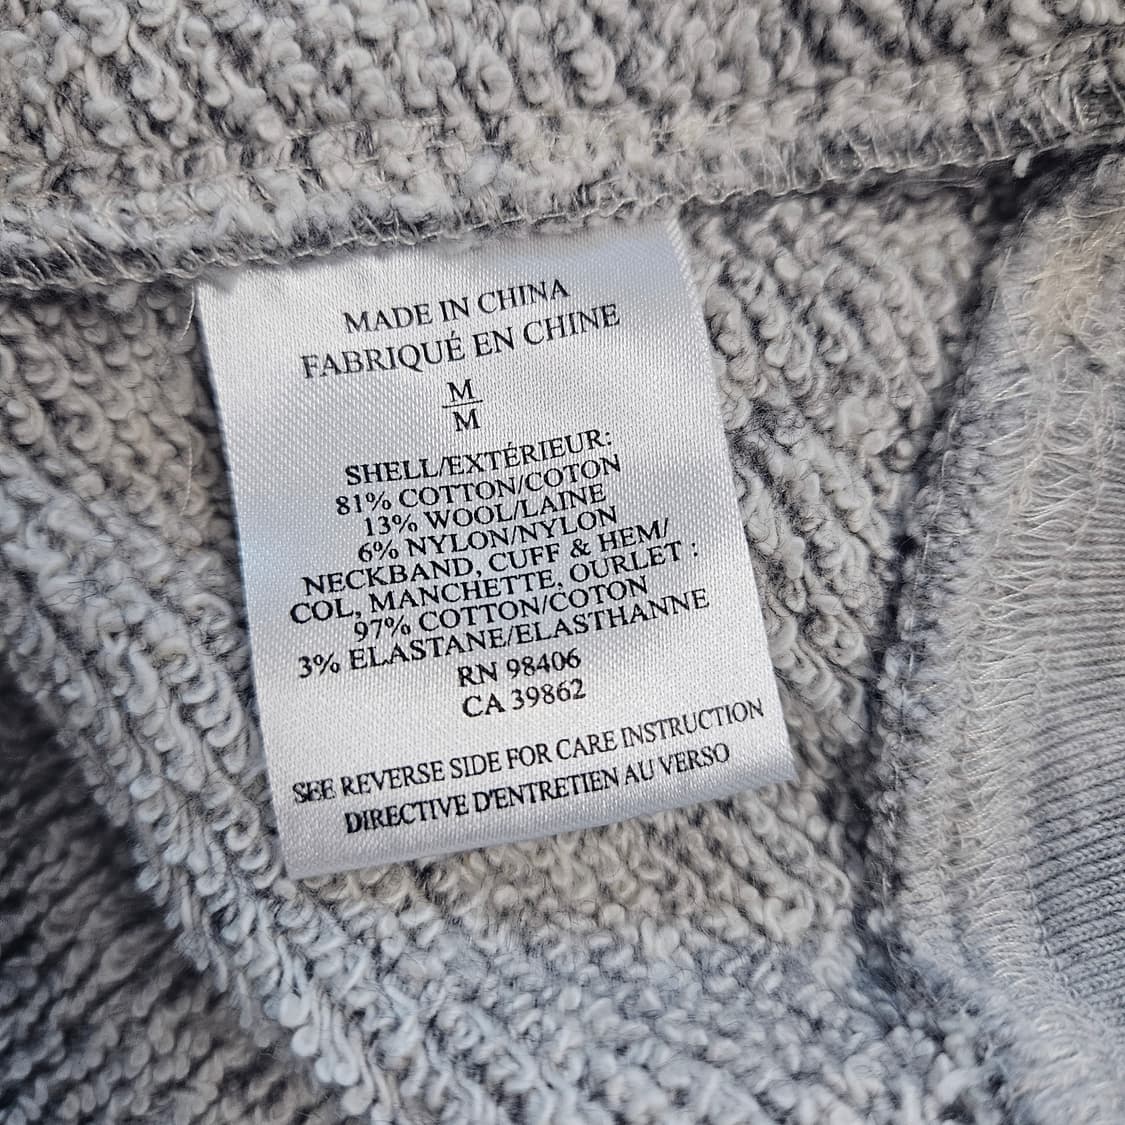 MADE IN CHINA
FABRIQUÉ EN CHINE
M
M
SHELL/EXTÉRIEUR:
81% COTTON/COTON
13% WOOL/LAINE
6% NYLON/NYLON
NECKBAND, CUFF & HEM/
COL, MANCHETTE, OURLET :
97% COTTON/COTON
3% ELASTANE/ELASTHANNE
RN 98406
CA 39862
SEE REVERSE SIDE FOR CARE INSTRUCTION
DIRECTIVE D'ENTRETIEN AU VERSO